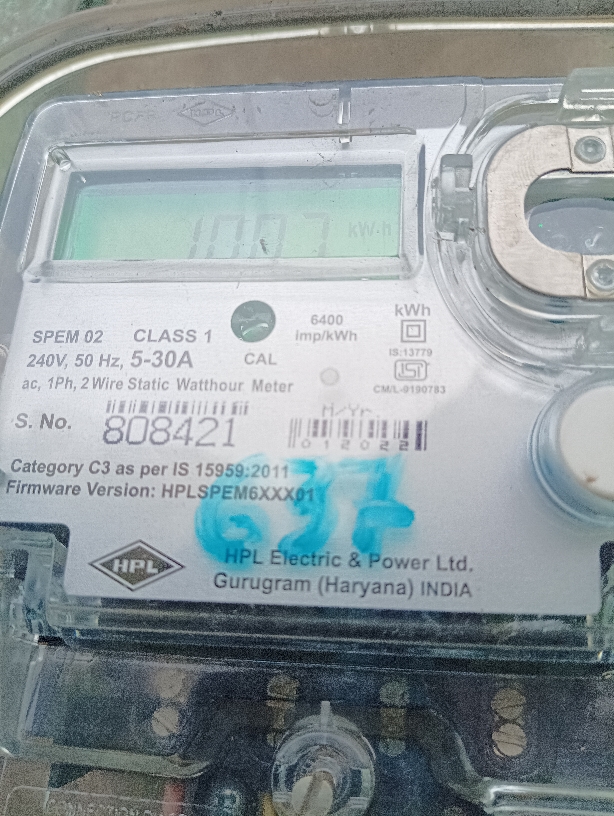 1007 kWh
6400
imp/kWh
kWh
SPEM 02 CLASS 1
240V, 50 Hz, 5-30A
CAL
IS:13779
ISI
CM/L-9190783
ac, 1Ph, 2 Wire Static Watthour Meter
M/Yr.
S. No. 808421
012022
Category C3 as per IS 15959:2011
Firmware Version: HPLSPEM6XXX01
637
HPL
HPL Electric & Power Ltd.
Gurugram (Haryana) INDIA